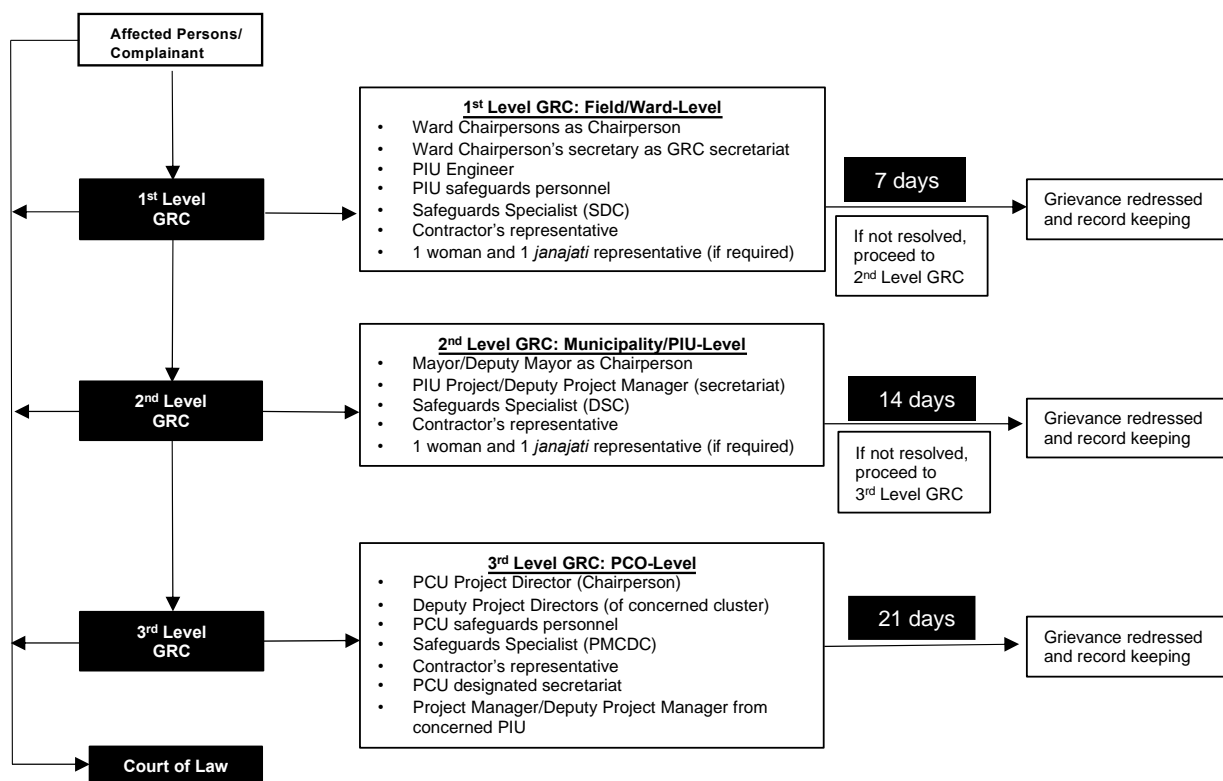 Affected Persons/
Complainant
1st Level GRC: Field/Ward-Level
• Ward Chairpersons as Chairperson
• Ward Chairperson’s secretary as GRC secretariat
• PIU Engineer
• PIU safeguards personnel
• Safeguards Specialist (SDC)
• Contractor’s representative
• 1 woman and 1 janajati representative (if required)
1st Level
GRC
7 days
If not resolved,
proceed to
2nd Level GRC
Grievance redressed
and record keeping
2nd Level GRC: Municipality/PIU-Level
• Mayor/Deputy Mayor as Chairperson
• PIU Project/Deputy Project Manager (secretariat)
• Safeguards Specialist (DSC)
• Contractor’s representative
• 1 woman and 1 janajati representative (if required)
2nd Level
GRC
14 days
If not resolved,
proceed to
3rd Level GRC
Grievance redressed
and record keeping
3rd Level GRC: PCO-Level
• PCU Project Director (Chairperson)
• Deputy Project Directors (of concerned cluster)
• PCU safeguards personnel
• Safeguards Specialist (PMCDC)
• Contractor’s representative
• PCU designated secretariat
• Project Manager/Deputy Project Manager from
concerned PIU
3rd Level
GRC
21 days
Grievance redressed
and record keeping
Court of Law